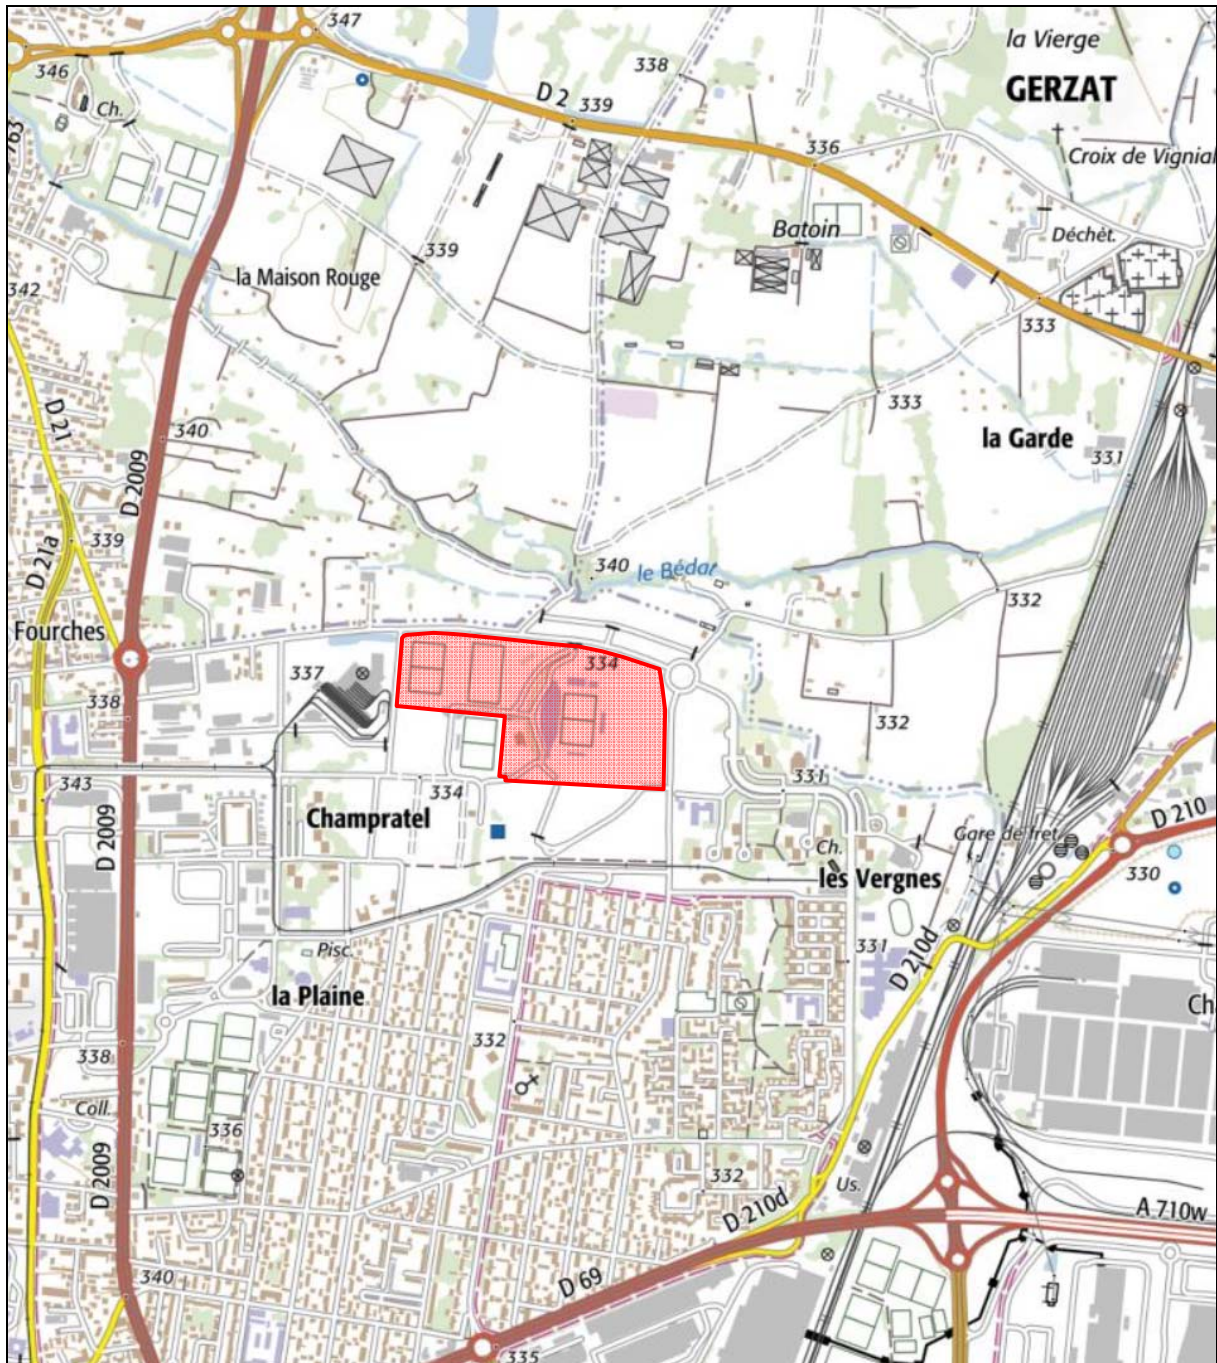 347
la Vierge
GERZAT
346
Ch.
338
D 2
339
336
Croix de Vignial
Batoin
Déchèt.
339
la Maison Rouge
342
333
D 21
333
340
la Garde
331
D 2009
339
D 21a
340
le Bédat
332
Fourches
334
337
338
332
343
334
331
Champratel
D 2009
Gare de fret
D 210
Ch.
330
les Vergnes
331
Pisc.
D 210d
la Plaine
Ch
332
338
Coll.
336
D 2009
332
Us.
D 210d
A 710w
340
D 69
335